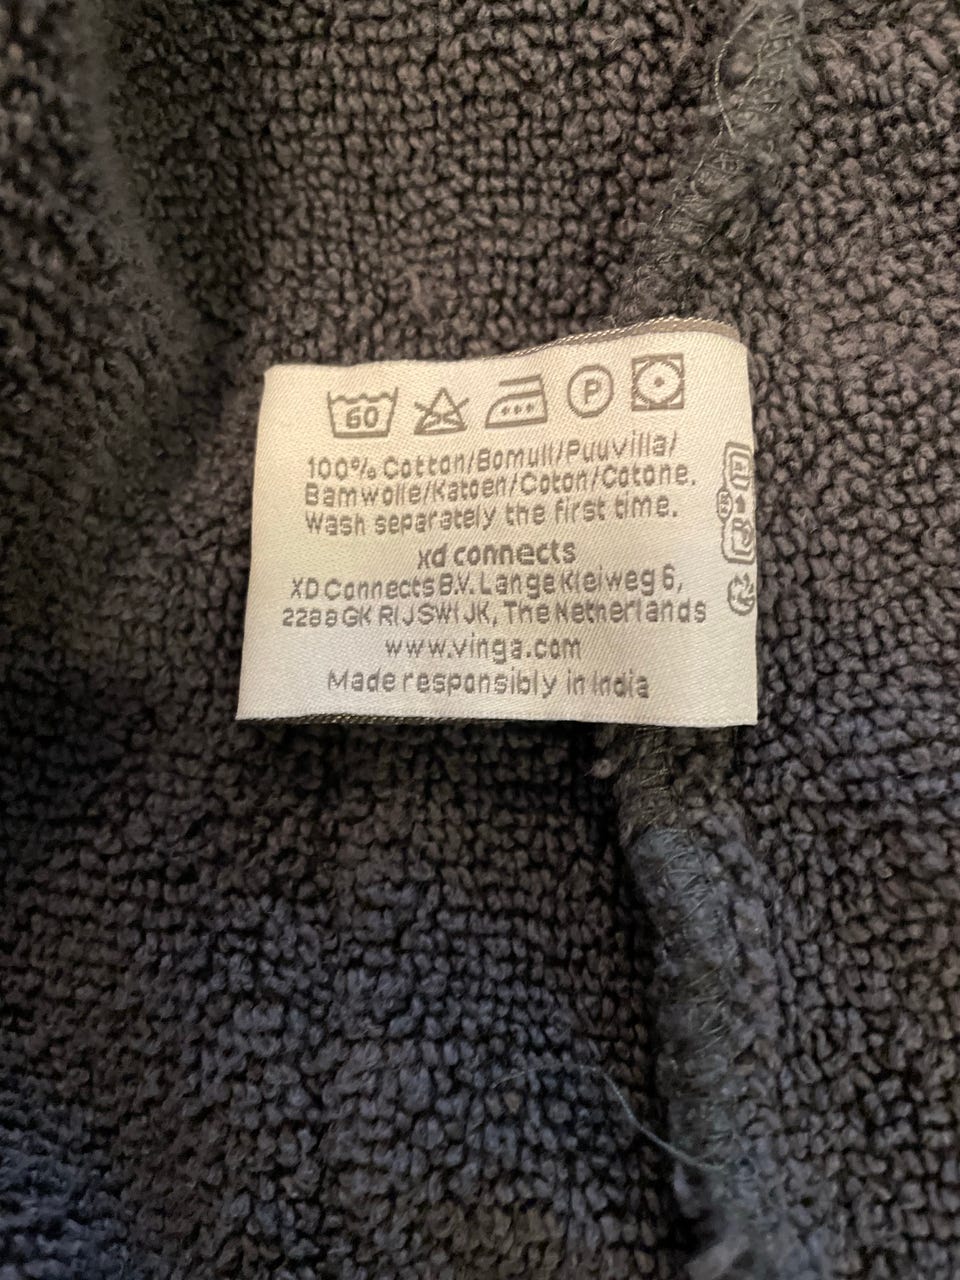 60
P
100% Cotton/Bomull/Puuvilla/
Bamwolle/Katoen/Coton/Cotone.
Wash separately the first time.
xd connects
XD Connects B.V. Lange Kleiweg 6,
2288 GK RIJSWIJK, The Netherlands
www.vinga.com
Made responsibly in India